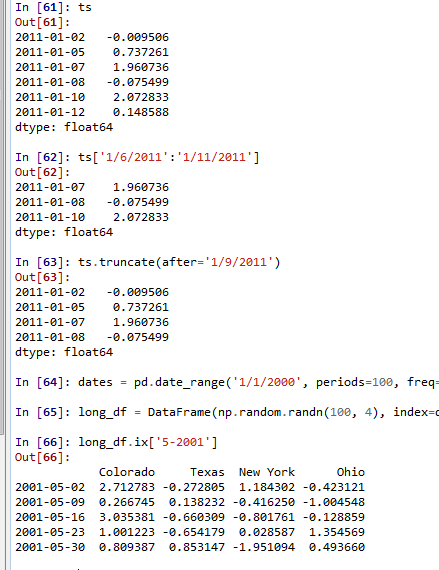 In [61]: ts
Out[61]:
2011-01-02   -0.009506
2011-01-05    0.737261
2011-01-07    1.960736
2011-01-08   -0.075499
2011-01-10    2.072833
2011-01-12    0.148588
dtype: float64
In [62]: ts['1/6/2011':'1/11/2011']
Out[62]:
2011-01-07    1.960736
2011-01-08   -0.075499
2011-01-10    2.072833
dtype: float64
In [63]: ts.truncate(after='1/9/2011')
Out[63]:
2011-01-02   -0.009506
2011-01-05    0.737261
2011-01-07    1.960736
2011-01-08   -0.075499
dtype: float64
In [64]: dates = pd.date_range('1/1/2000', periods=100, freq=
In [65]: long_df = DataFrame(np.random.randn(100, 4), index=
In [66]: long_df.ix['5-2001']
Out[66]:
Colorado     Texas  New York      Ohio
2001-05-02  2.712783 -0.272805  1.184302 -0.423121
2001-05-09  0.266745  0.138232 -0.416250 -1.004548
2001-05-16  3.035381 -0.660309 -0.801761 -0.128859
2001-05-23  1.001223 -0.654179  0.028587  1.354569
2001-05-30  0.809387  0.853147 -1.951094  0.493660